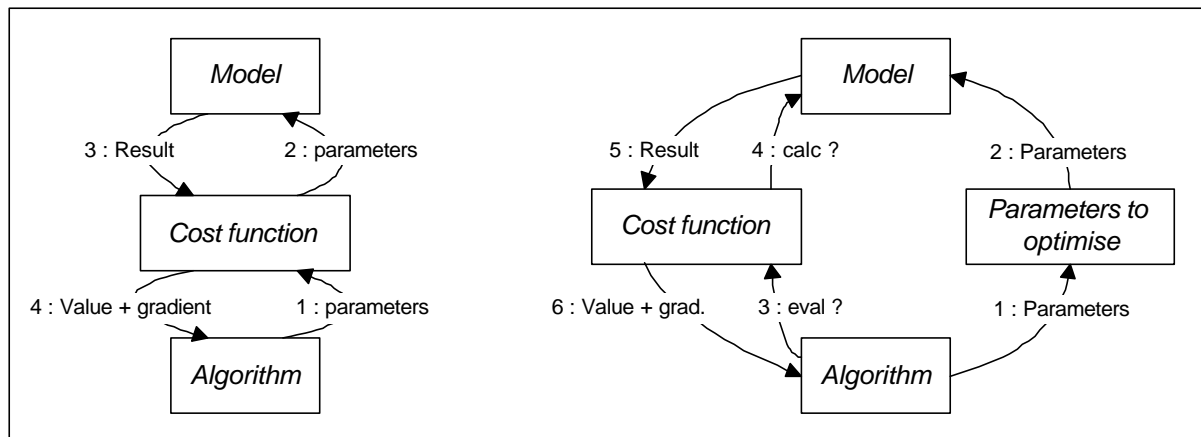 Model
3 : Result
2 : parameters
Cost function
4 : Value + gradient
1 : parameters
Algorithm
Model
5 : Result
4 : calc ?
2 : Parameters
Cost function
Parameters to
optimise
6 : Value + grad.
3 : eval ?
1 : Parameters
Algorithm